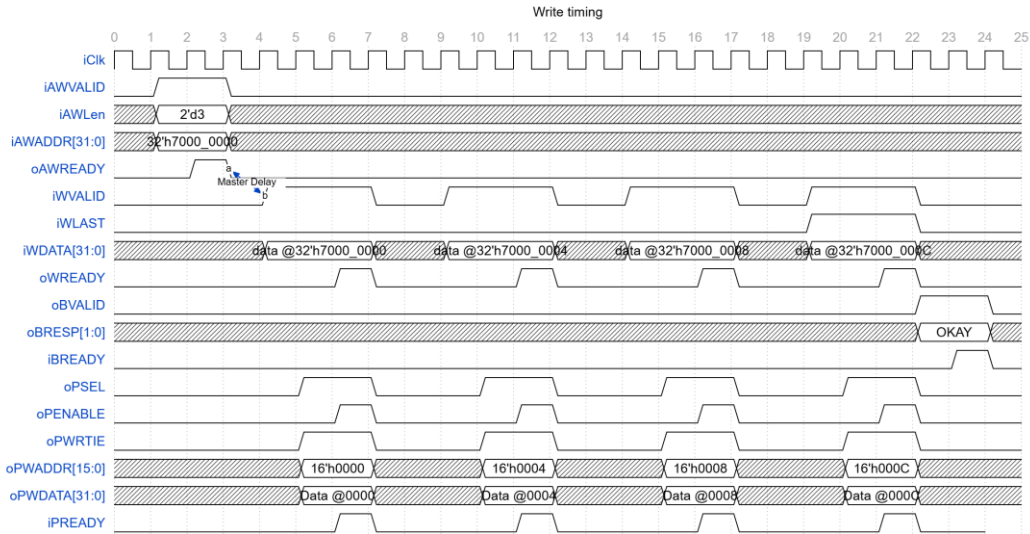 Write timing
0 1 2 3 4 5 6 7 8 9 10 11 12 13 14 15 16 17 18 19 20 21 22 23 24 25
iClk
iAWVALID
iAWLen 2'd3
iAWADDR[31:0] 32'h7000_0000
oAWREADY a
Master Delay
iWVALID b
iWLAST
iWDATA[31:0] data @32'h7000_0000 data @32'h7000_0004 data @32'h7000_0008 data @32'h7000_000C
oWREADY
oBVALID
oBRESP[1:0] OKAY
iBREADY
oPSEL
oPENABLE
oPWRTIE
oPWADDR[15:0] 16'h0000 16'h0004 16'h0008 16'h000C
oPWDATA[31:0] Data @0000 Data @0004 Data @0008 Data @000C
iPREADY